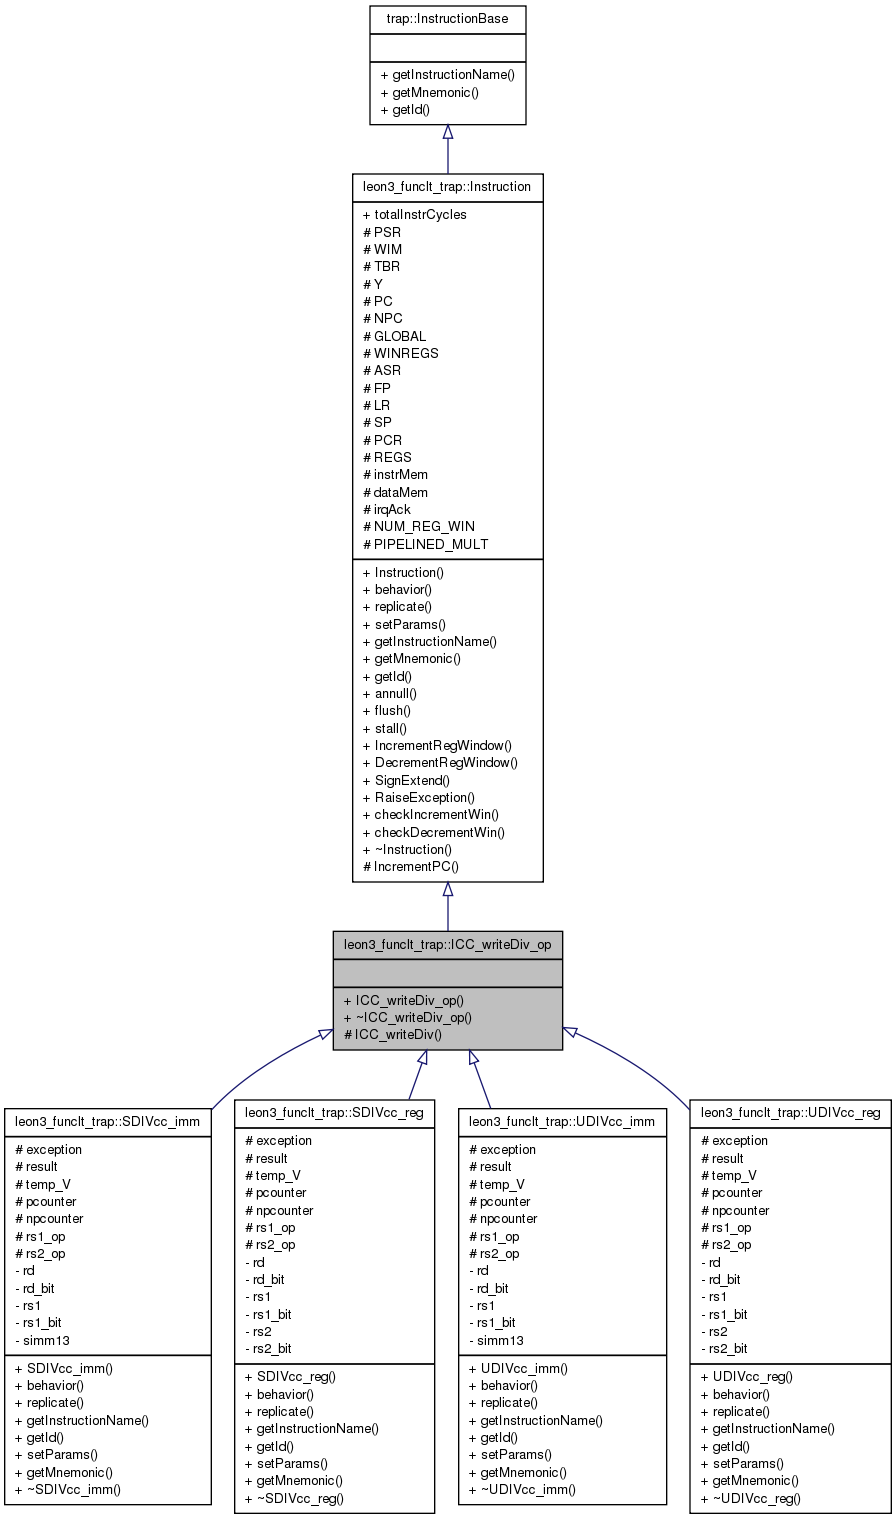 trap::InstructionBase
+ getInstructionName()
+ getMnemonic()
+ getId()
leon3_funclt_trap::Instruction
+ totalInstrCycles
# PSR
# WIM
# TBR
# Y
# PC
# NPC
# GLOBAL
# WINREGS
# ASR
# FP
# LR
# SP
# PCR
# REGS
# instrMem
# dataMem
# irqAck
# NUM_REG_WIN
# PIPELINED_MULT
+ Instruction()
+ behavior()
+ replicate()
+ setParams()
+ getInstructionName()
+ getMnemonic()
+ getId()
+ annull()
+ flush()
+ stall()
+ IncrementRegWindow()
+ DecrementRegWindow()
+ SignExtend()
+ RaiseException()
+ checkIncrementWin()
+ checkDecrementWin()
+ ~Instruction()
# IncrementPC()
leon3_funclt_trap::ICC_writeDiv_op
+ ICC_writeDiv_op()
+ ~ICC_writeDiv_op()
# ICC_writeDiv()
leon3_funclt_trap::SDIVcc_imm
# exception
# result
# temp_V
# pcounter
# npcounter
# rs1_op
# rs2_op
- rd
- rd_bit
- rs1
- rs1_bit
- simm13
+ SDIVcc_imm()
+ behavior()
+ replicate()
+ getInstructionName()
+ getId()
+ setParams()
+ getMnemonic()
+ ~SDIVcc_imm()
leon3_funclt_trap::SDIVcc_reg
# exception
# result
# temp_V
# pcounter
# npcounter
# rs1_op
# rs2_op
- rd
- rd_bit
- rs1
- rs1_bit
- rs2
- rs2_bit
+ SDIVcc_reg()
+ behavior()
+ replicate()
+ getInstructionName()
+ getId()
+ setParams()
+ getMnemonic()
+ ~SDIVcc_reg()
leon3_funclt_trap::UDIVcc_imm
# exception
# result
# temp_V
# pcounter
# npcounter
# rs1_op
# rs2_op
- rd
- rd_bit
- rs1
- rs1_bit
- simm13
+ UDIVcc_imm()
+ behavior()
+ replicate()
+ getInstructionName()
+ getId()
+ setParams()
+ getMnemonic()
+ ~UDIVcc_imm()
leon3_funclt_trap::UDIVcc_reg
# exception
# result
# temp_V
# pcounter
# npcounter
# rs1_op
# rs2_op
- rd
- rd_bit
- rs1
- rs1_bit
- rs2
- rs2_bit
+ UDIVcc_reg()
+ behavior()
+ replicate()
+ getInstructionName()
+ getId()
+ setParams()
+ getMnemonic()
+ ~UDIVcc_reg()